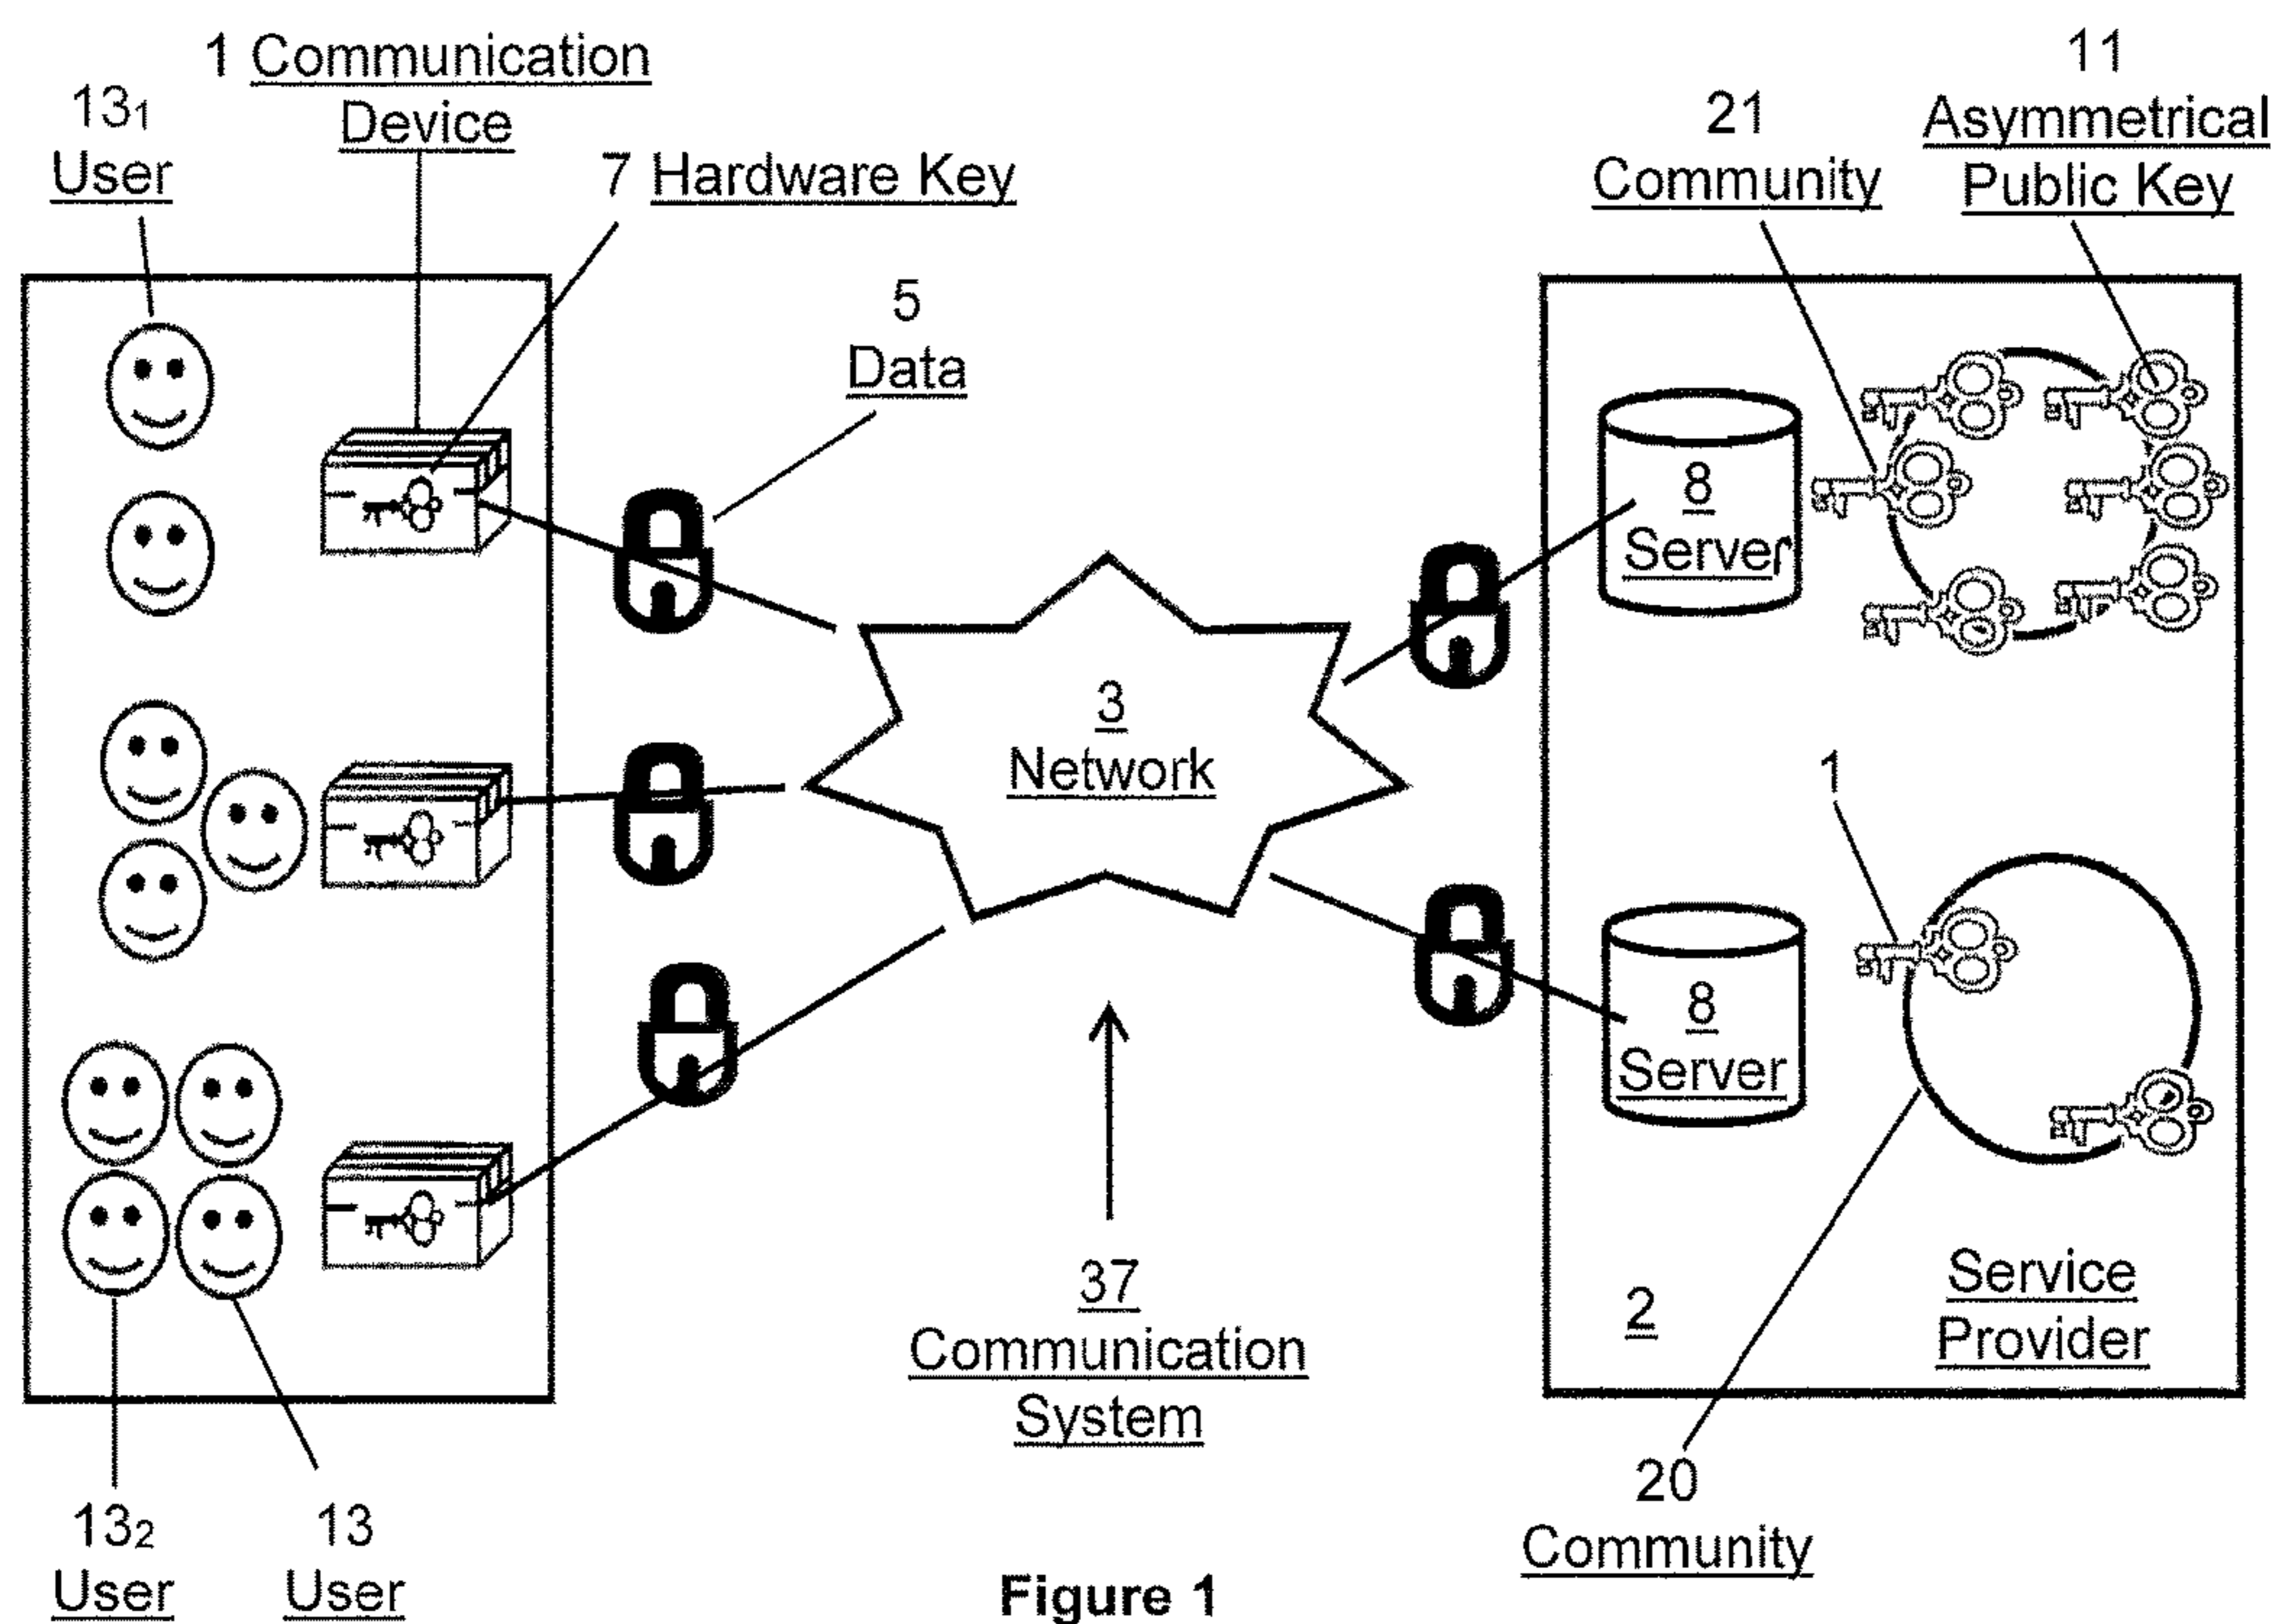 1 Communication
Device
13₁
User
7 Hardware Key
5
Data
21
Community
11
Asymmetrical
Public Key
8
Server
3
Network
1
8
Server
37
Communication
System
2
Service
Provider
20
Community
13₂
User
13
User
Figure 1